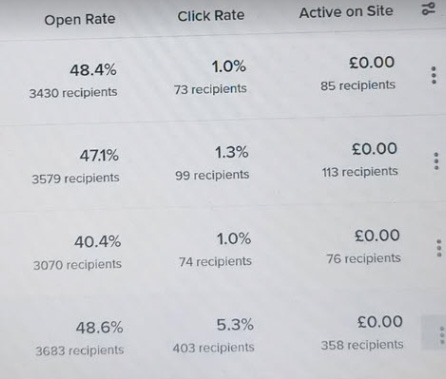 Open Rate Click Rate Active on Site
48.4% 1.0% £0.00
3430 recipients 73 recipients 85 recipients
47.1% 1.3% £0.00
3579 recipients 99 recipients 113 recipients
40.4% 1.0% £0.00
3070 recipients 74 recipients 76 recipients
48.6% 5.3% £0.00
3683 recipients 403 recipients 358 recipients